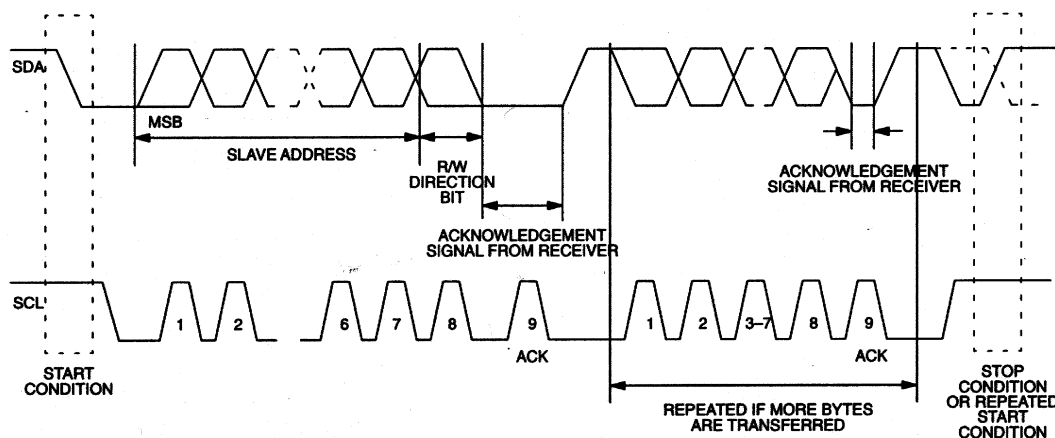 SDA
MSB
SLAVE ADDRESS
R/W
DIRECTION
BIT
ACKNOWLEDGEMENT
SIGNAL FROM RECEIVER
ACKNOWLEDGEMENT
SIGNAL FROM RECEIVER
SCL
1 2 6 7 8 9 1 2 3–7 8 9
ACK
ACK
START
CONDITION
REPEATED IF MORE BYTES
ARE TRANSFERRED
STOP
CONDITION
OR REPEATED
START
CONDITION